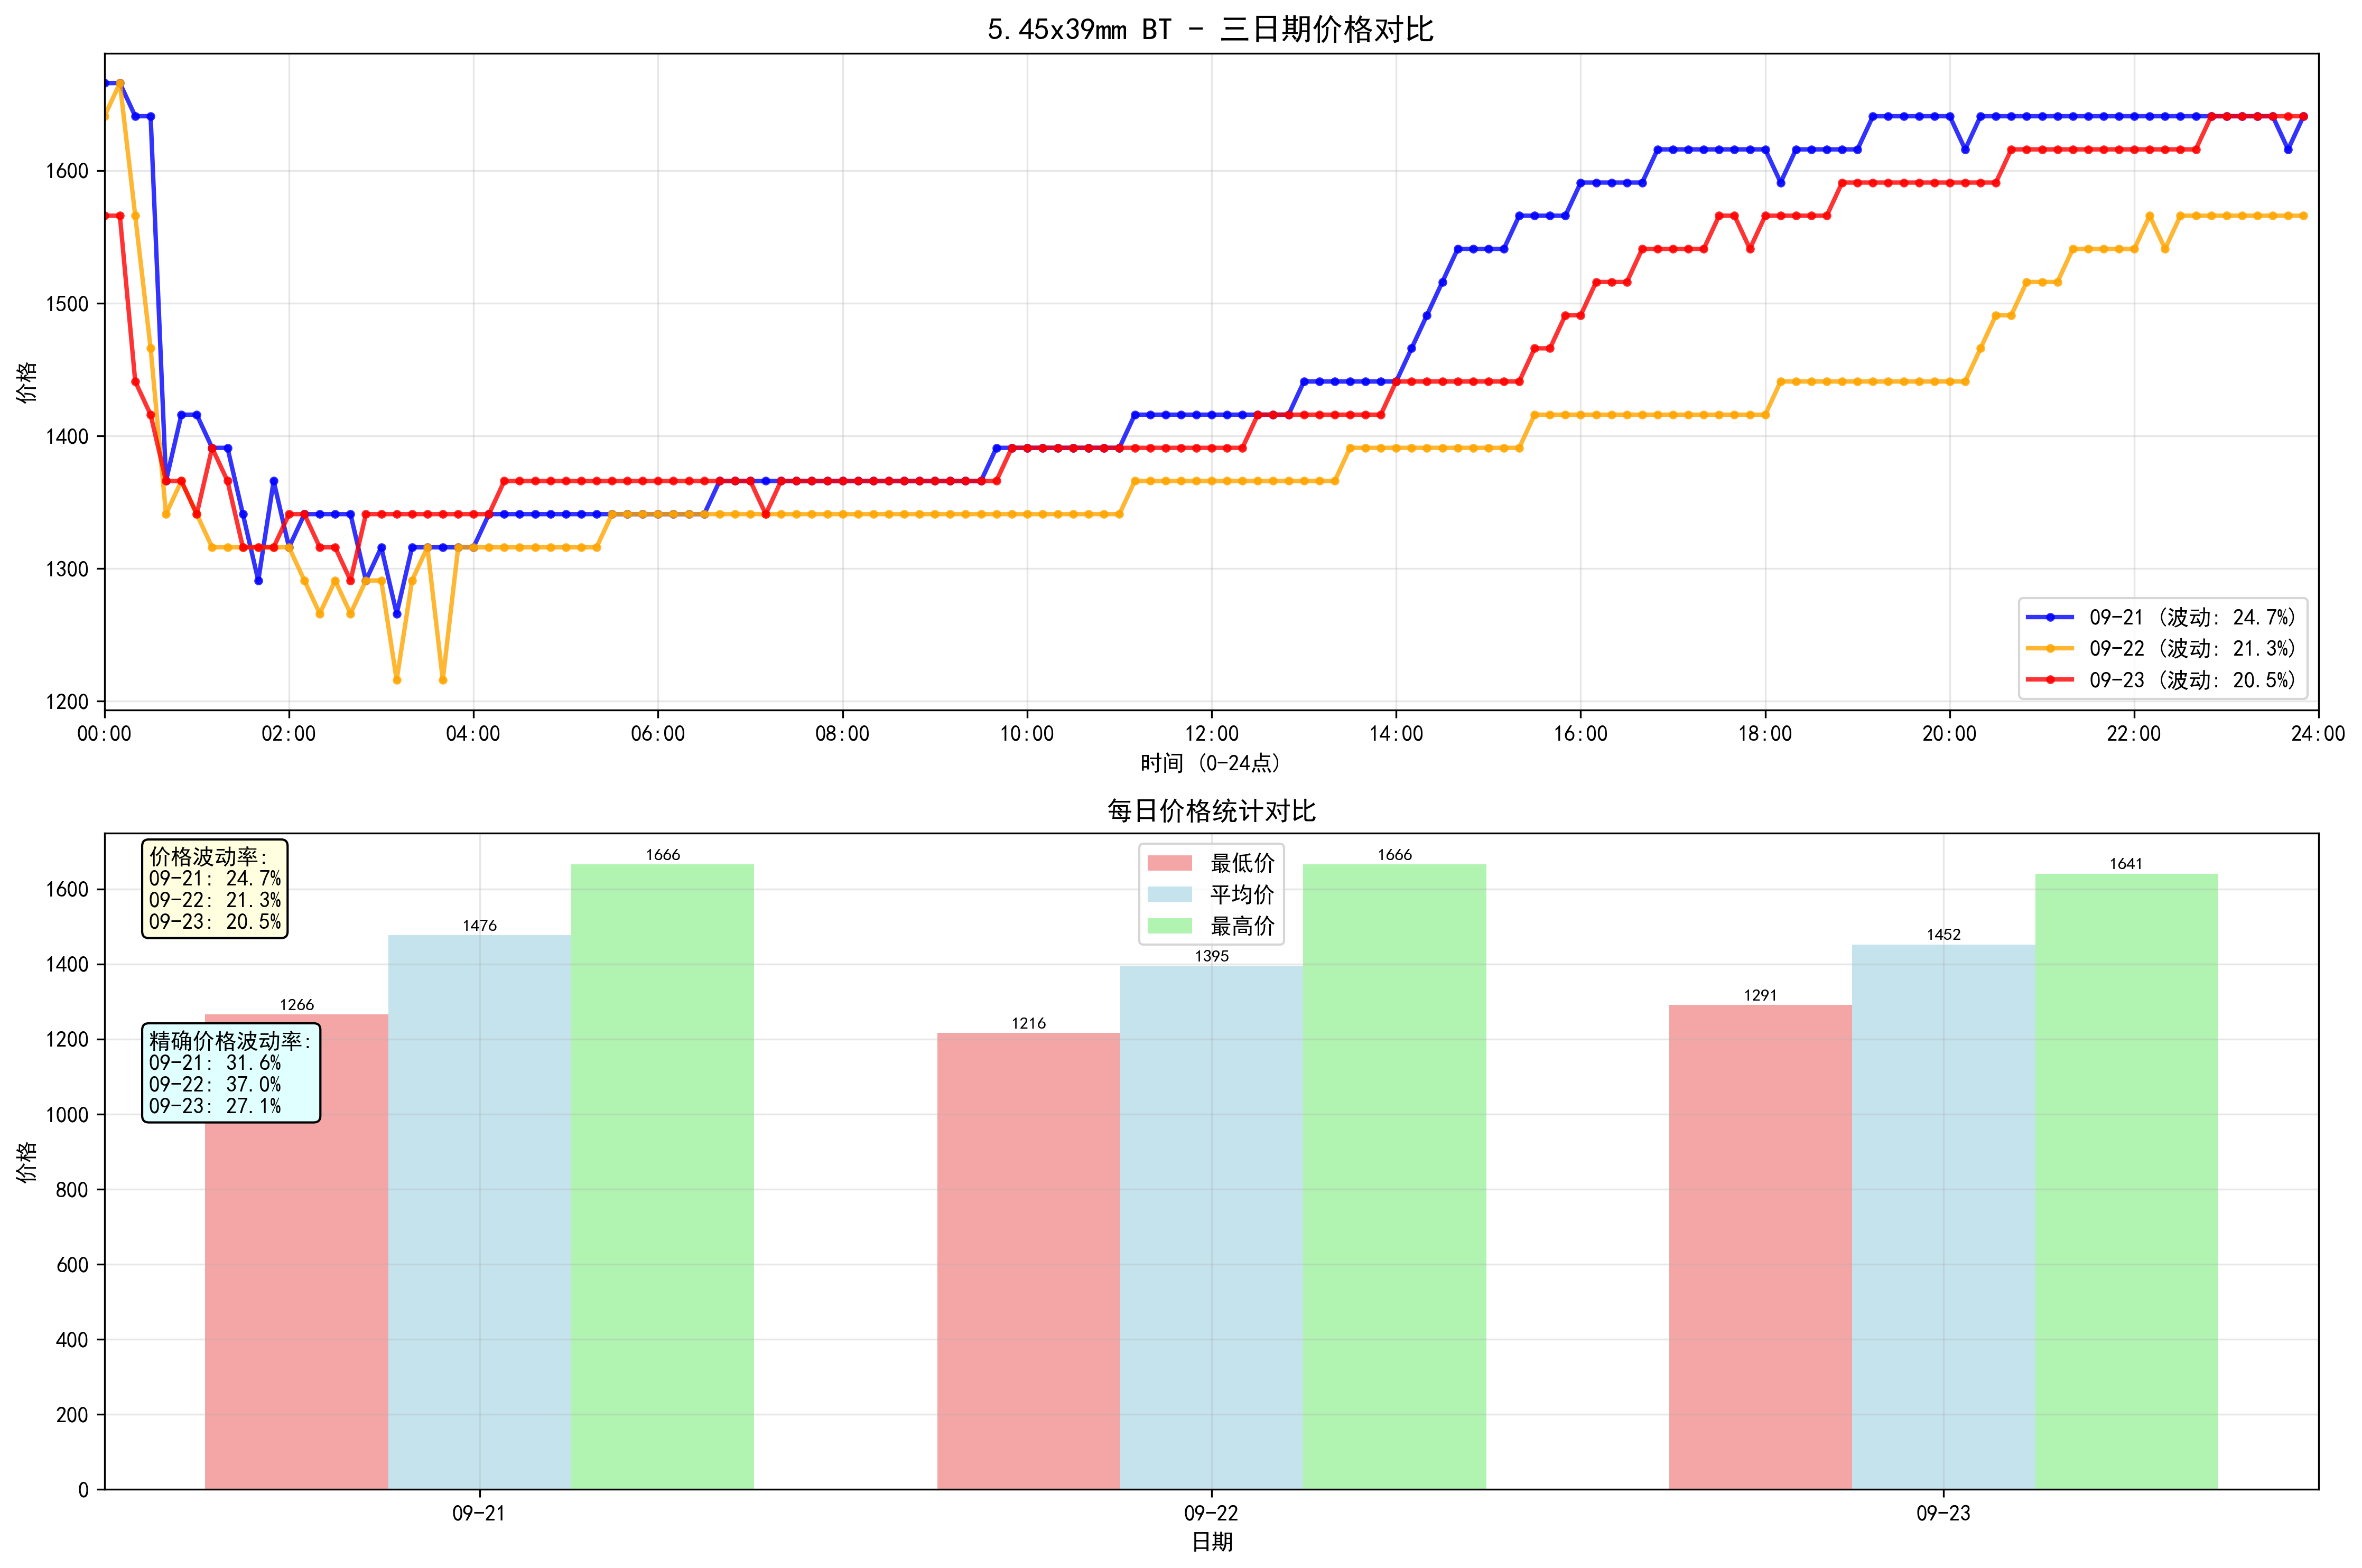 5.45x39mm BT - 三日期价格对比
价格
1600
1500
1400
1300
1200
00:00 02:00 04:00 06:00 08:00 10:00 12:00 14:00 16:00 18:00 20:00 22:00 24:00
时间 (0-24点)
09-21 (波动: 24.7%)
09-22 (波动: 21.3%)
09-23 (波动: 20.5%)
每日价格统计对比
价格
1600
1400
1200
1000
800
600
400
200
0
价格波动率:
09-21: 24.7%
09-22: 21.3%
09-23: 20.5%
精确价格波动率:
09-21: 31.6%
09-22: 37.0%
09-23: 27.1%
最低价
平均价
最高价
1266 1476 1666
1216 1395 1666
1291 1452 1641
09-21 09-22 09-23
日期